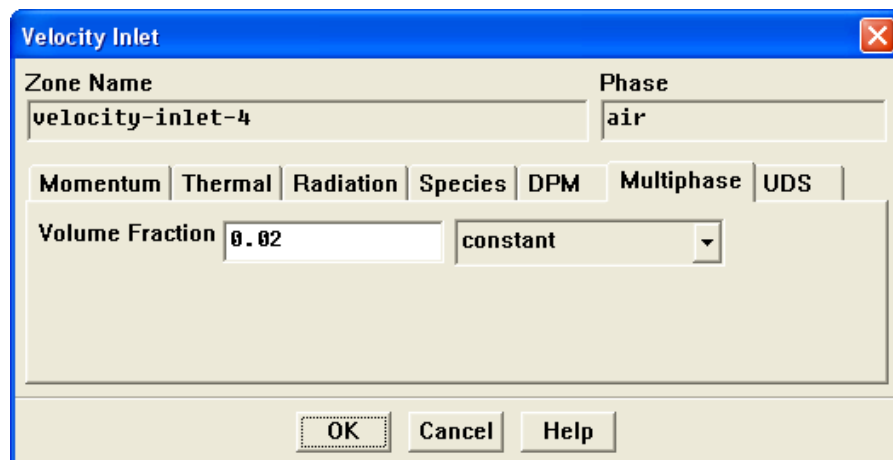 Velocity Inlet
Zone Name Phase
velocity-inlet-4 air
Momentum Thermal Radiation Species DPM Multiphase UDS
Volume Fraction 0.02 constant
OK Cancel Help